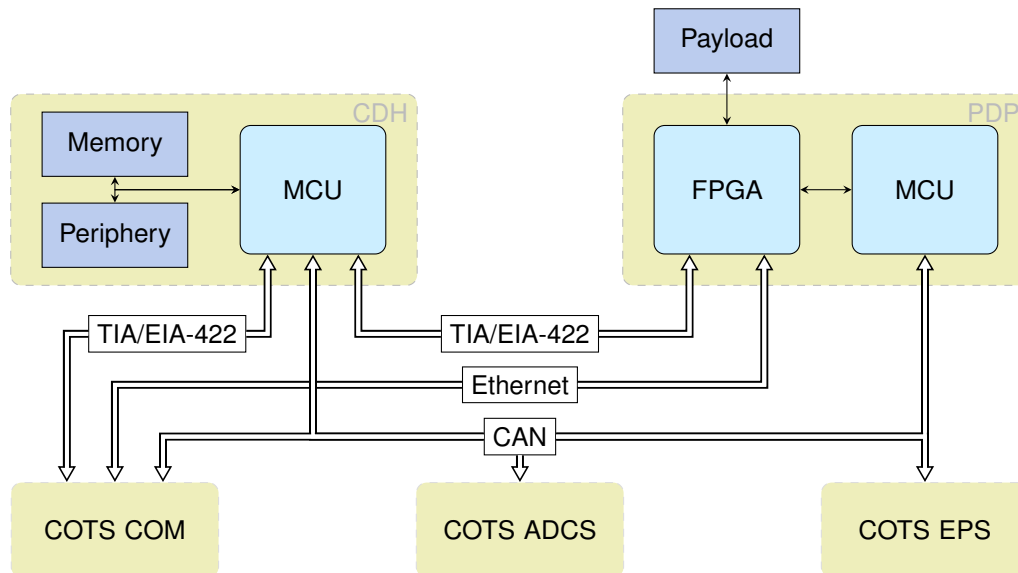 Payload
CDH
PDP
Memory
MCU
FPGA
MCU
Periphery
TIA/EIA-422
TIA/EIA-422
Ethernet
CAN
COTS COM
COTS ADCS
COTS EPS